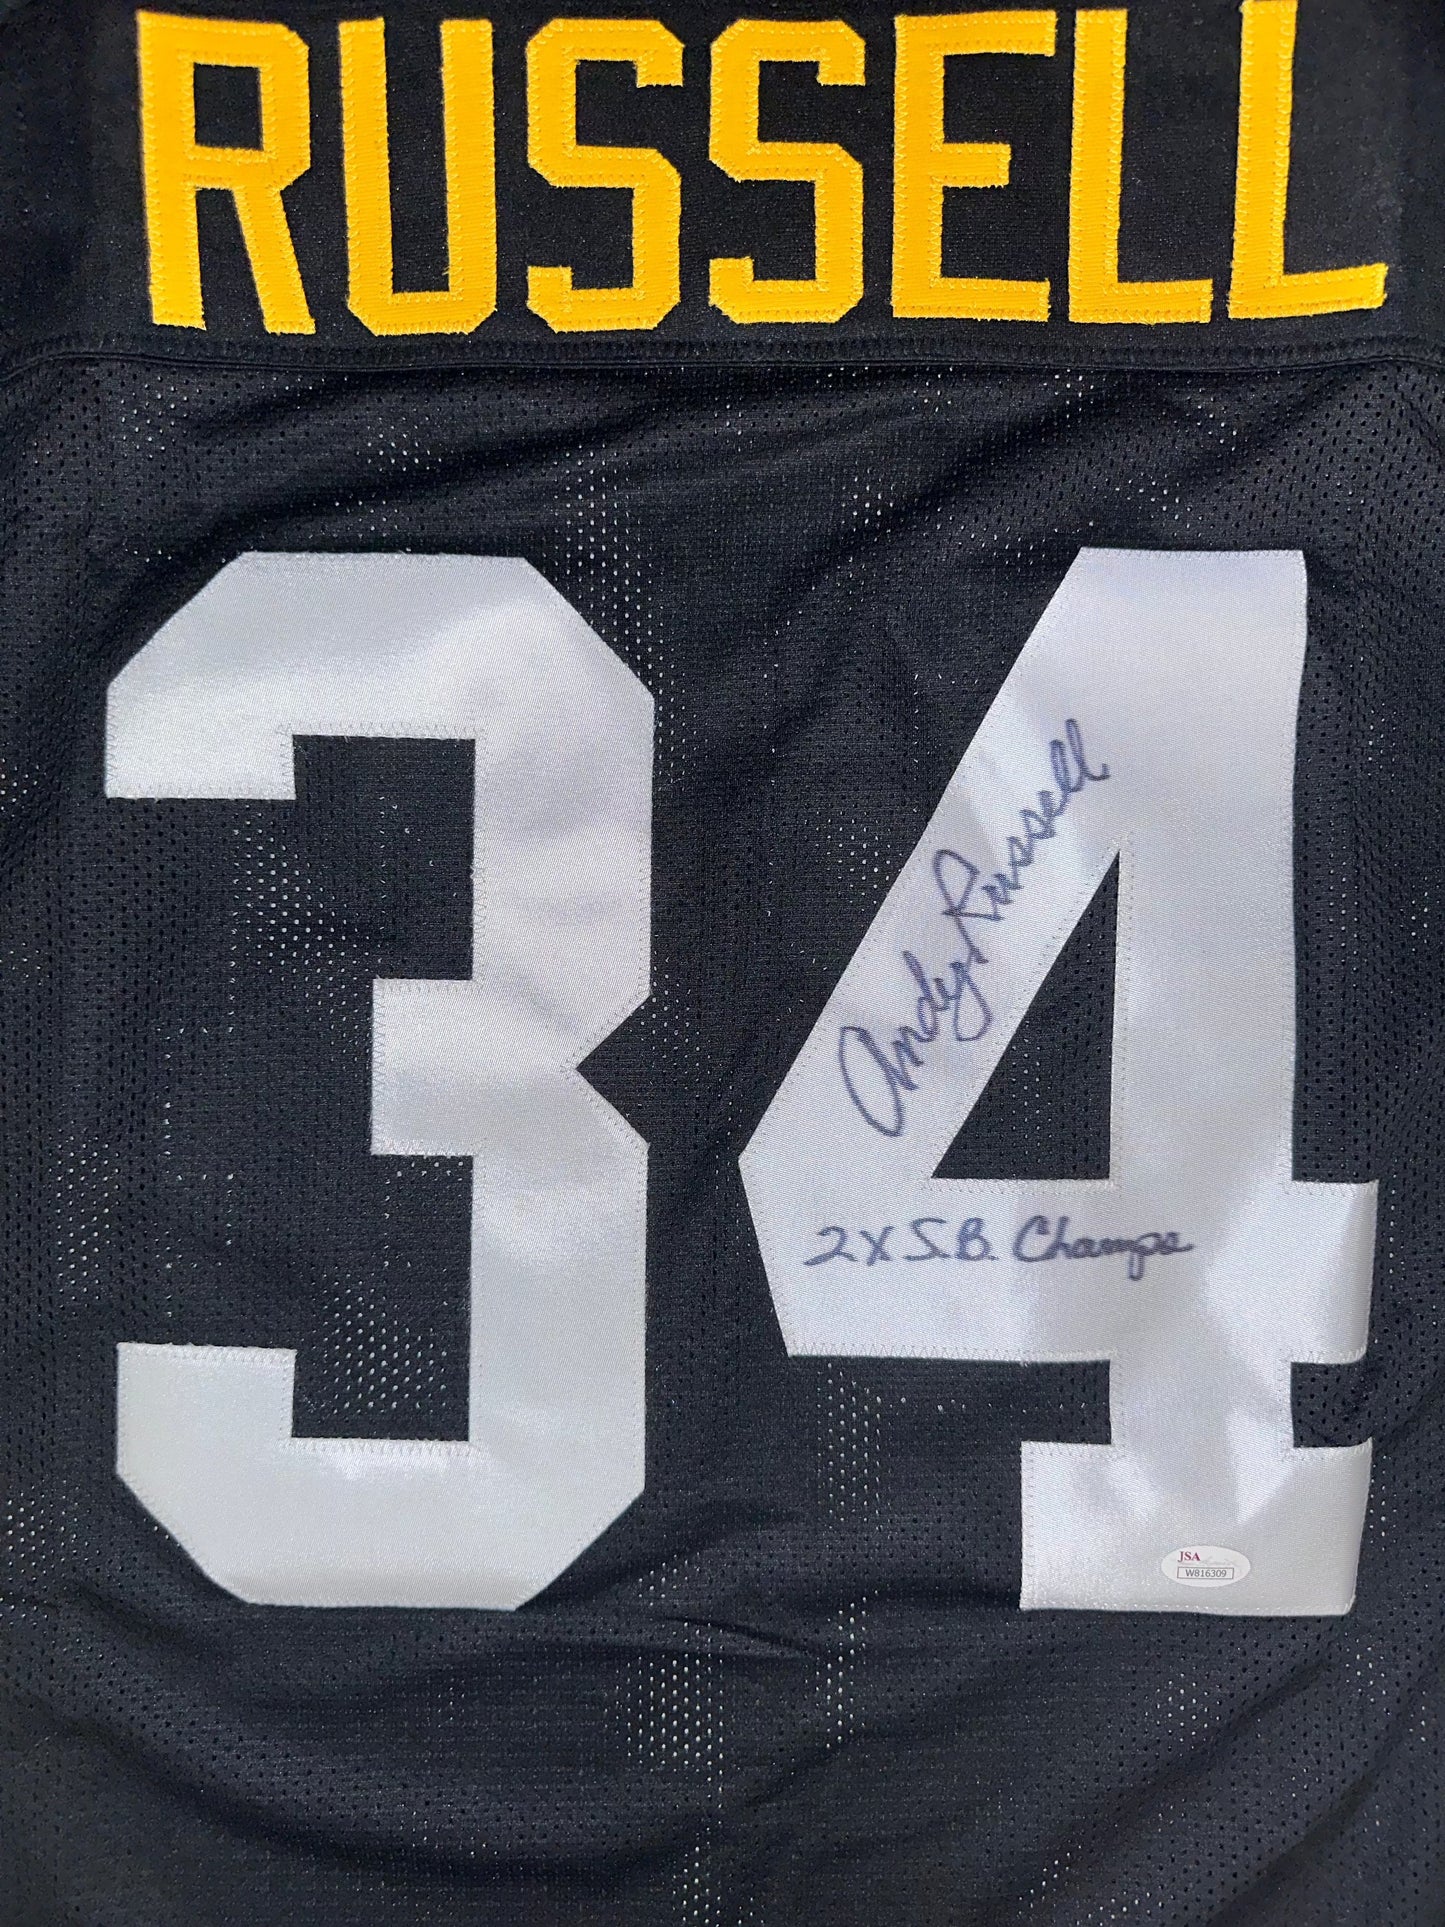 RUSSELL
34
Andy Russell
2X S.B. Champs
JSA
W816309